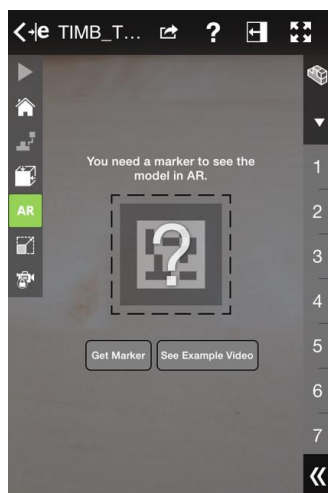 e TIMB_T... ?
You need a marker to see the
model in AR.
AR
?
Get Marker See Example Video
1
2
3
4
5
6
7